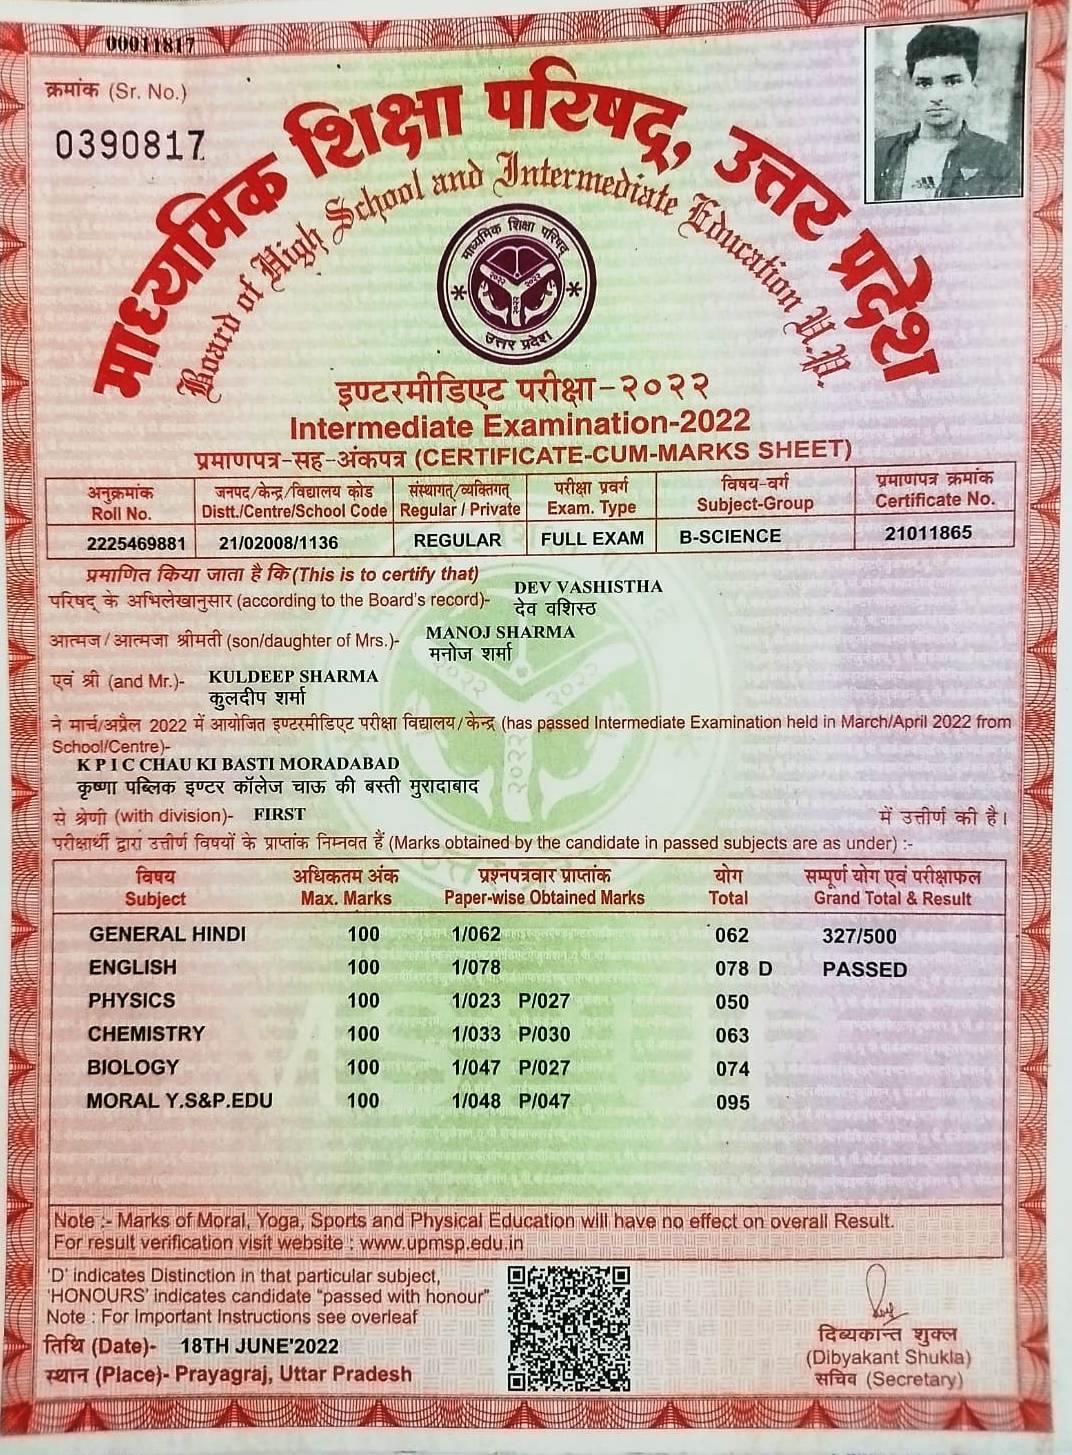 00011817
क्रमांक (Sr. No.)
0390817
माध्यमिक शिक्षा परिषद्, उत्तर प्रदेश
Board of High School and Intermediate Education U.P.
माध्यमिक शिक्षा परिषद्
२०२२ २०२२
२०२२
उत्तर प्रदेश
इण्टरमीडिएट परीक्षा-२०२२
Intermediate Examination-2022
प्रमाणपत्र-सह-अंकपत्र (CERTIFICATE-CUM-MARKS SHEET)
अनुक्रमांक जनपद/केन्द्र/विद्यालय कोड संस्थागत/व्यक्तिगत परीक्षा प्रवर्ग विषय-वर्ग प्रमाणपत्र क्रमांक
Roll No. Distt./Centre/School Code Regular / Private Exam. Type Subject-Group Certificate No.
2225469881 21/02008/1136 REGULAR FULL EXAM B-SCIENCE 21011865
प्रमाणित किया जाता है कि (This is to certify that)
परिषद् के अभिलेखानुसार (according to the Board's record)- DEV VASHISTHA
देव वशिस्ठ
आत्मज/आत्मजा श्रीमती (son/daughter of Mrs.)- MANOJ SHARMA
मनोज शर्मा
एवं श्री (and Mr.)- KULDEEP SHARMA
कुलदीप शर्मा
ने मार्च/अप्रैल 2022 में आयोजित इण्टरमीडिएट परीक्षा विद्यालय/केन्द्र (has passed Intermediate Examination held in March/April 2022 from
School/Centre)-
K P I C CHAU KI BASTI MORADABAD
कृष्णा पब्लिक इण्टर कॉलेज चाऊ की बस्ती मुरादाबाद
से श्रेणी (with division)- FIRST में उत्तीर्ण की है।
परीक्षार्थी द्वारा उत्तीर्ण विषयों के प्राप्तांक निम्नवत हैं (Marks obtained by the candidate in passed subjects are as under) :-
विषय अधिकतम अंक प्रश्नपत्रवार प्राप्तांक योग सम्पूर्ण योग एवं परीक्षाफल
Subject Max. Marks Paper-wise Obtained Marks Total Grand Total & Result
GENERAL HINDI 100 1/062 062 327/500
ENGLISH 100 1/078 078 D PASSED
PHYSICS 100 1/023 P/027 050
CHEMISTRY 100 1/033 P/030 063
BIOLOGY 100 1/047 P/027 074
MORAL Y.S&P.EDU 100 1/048 P/047 095
Note :- Marks of Moral, Yoga, Sports and Physical Education will have no effect on overall Result.
For result verification visit website : www.upmsp.edu.in
'D' indicates Distinction in that particular subject,
'HONOURS' indicates candidate "passed with honour"
Note : For Important Instructions see overleaf
तिथि (Date)- 18TH JUNE'2022
स्थान (Place)- Prayagraj, Uttar Pradesh
दिब्यकान्त शुक्ल
(Dibyakant Shukla)
सचिव (Secretary)